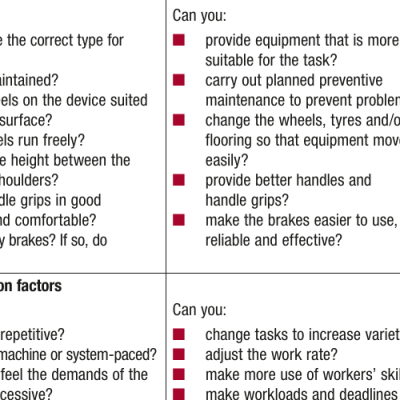 Can you:
e the correct type for
provide equipment that is more
suitable for the task?
intained?
carry out planned preventive
els on the device suited
maintenance to prevent problem
surface?
change the wheels, tyres and/o
ls run freely?
flooring so that equipment mov
e height between the
easily?
houlders?
provide better handles and
dle grips in good
handle grips?
nd comfortable?
make the brakes easier to use,
y brakes? If so, do
reliable and effective?
on factors
Can you:
repetitive?
change tasks to increase variet
machine or system-paced?
adjust the work rate?
feel the demands of the
make more use of workers' skil
cessive?
make workloads and deadlines